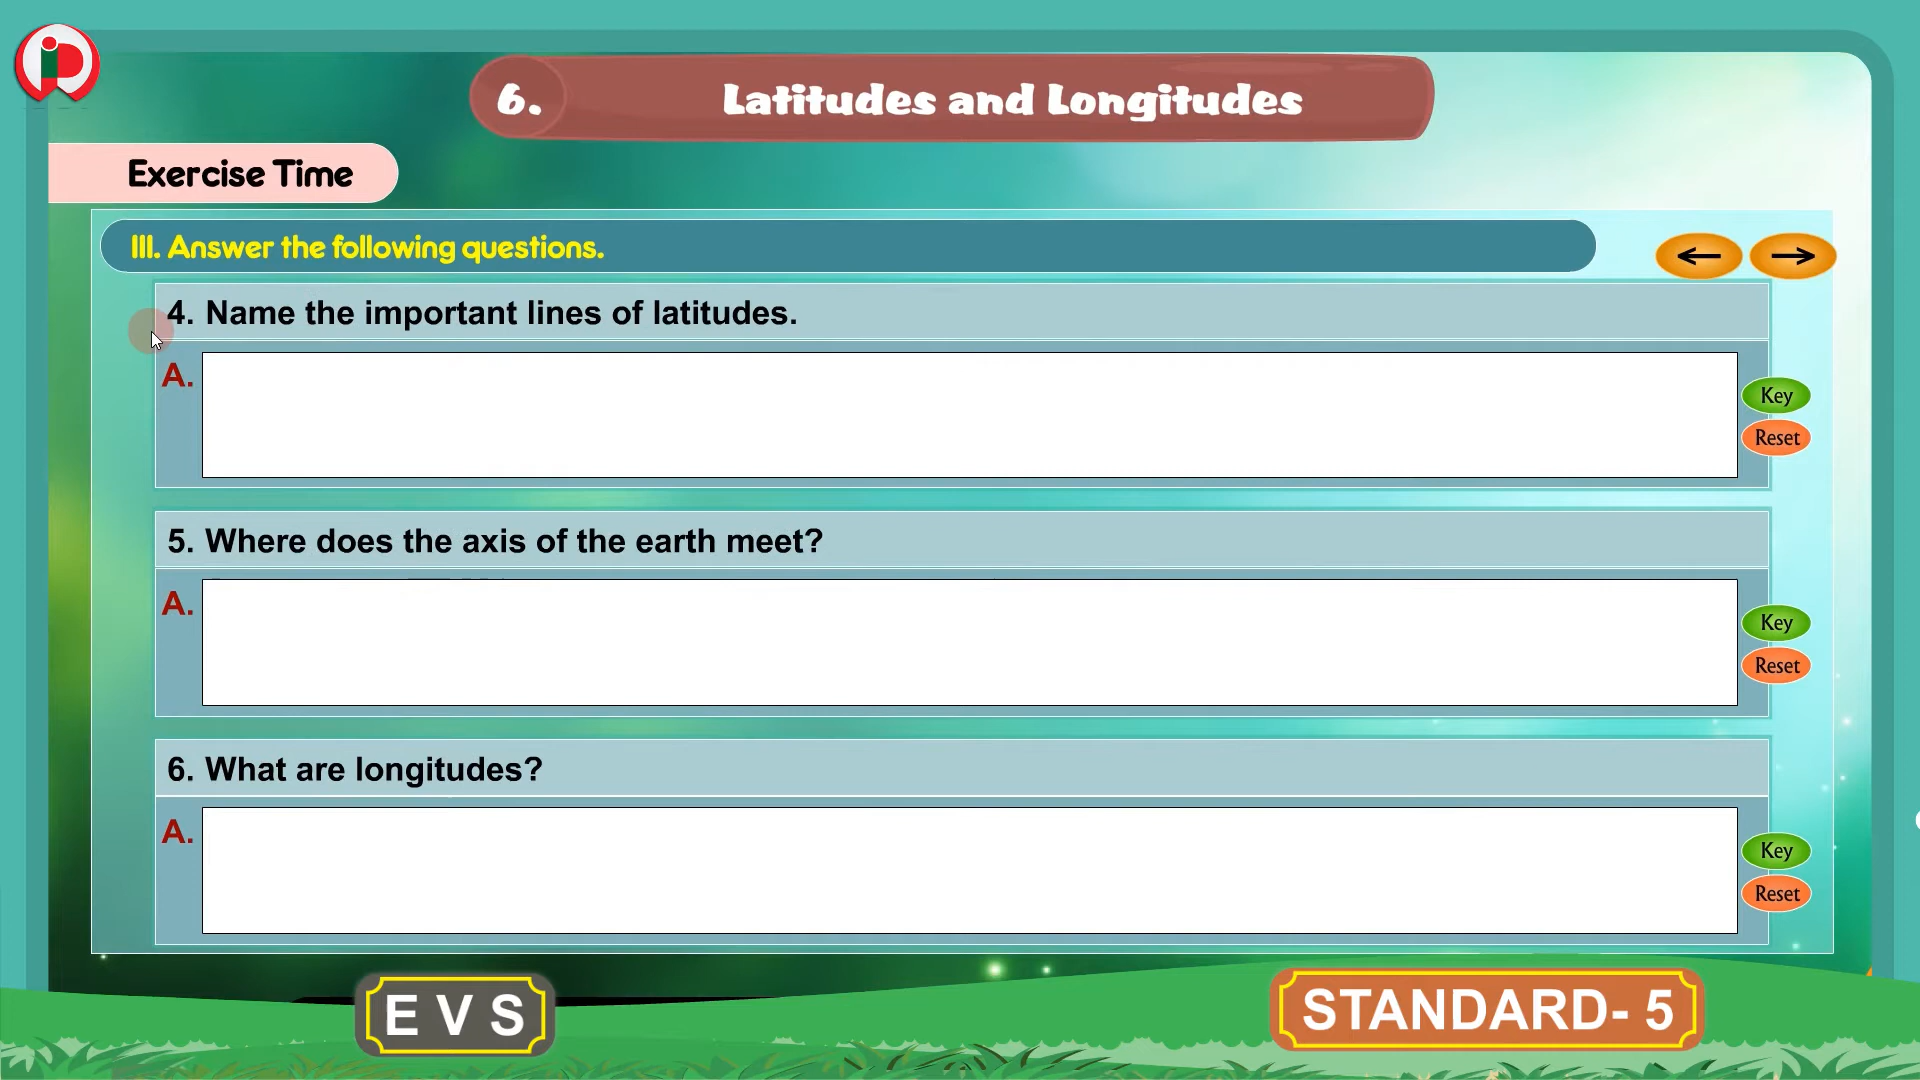 6. Latitudes and Longitudes
Exercise Time
III. Answer the following questions.
4. Name the important lines of latitudes.
A.
Key
Reset
5. Where does the axis of the earth meet?
A.
Key
Reset
6. What are longitudes?
A.
Key
Reset
E V S
STANDARD- 5